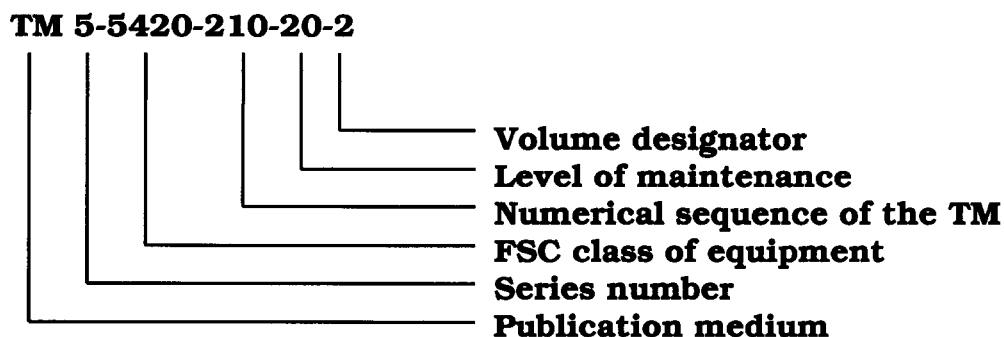 TM 5-5420-210-20-2
Volume designator
Level of maintenance
Numerical sequence of the TM
FSC class of equipment
Series number
Publication medium